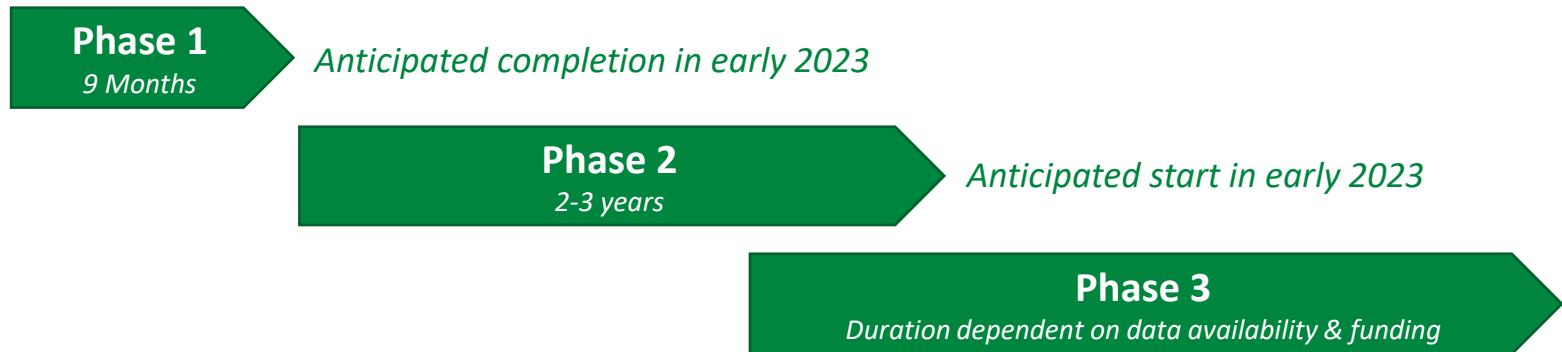 Phase 1
9 Months
Anticipated completion in early 2023
Phase 2
2-3 years
Anticipated start in early 2023
Phase 3
Duration dependent on data availability & funding